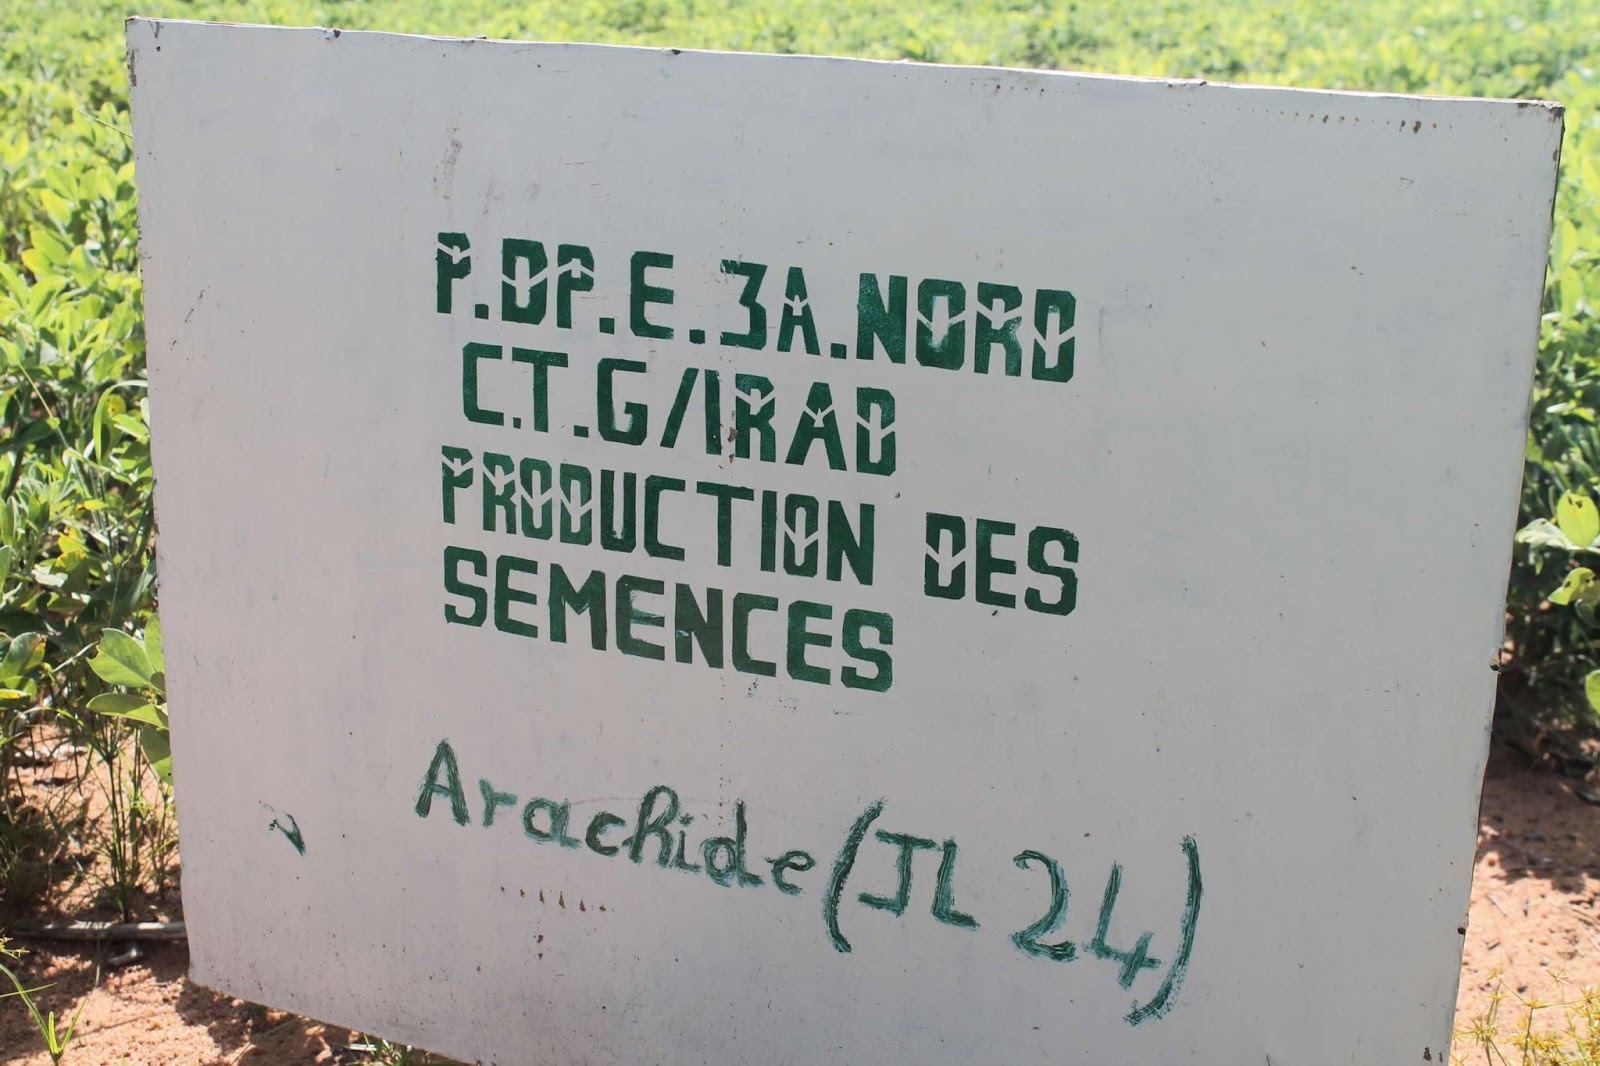 P.DP.E.3A.NORD
C.T.G/IRAD
PRODUCTION DES
SEMENCES
Arachide (JL 24)